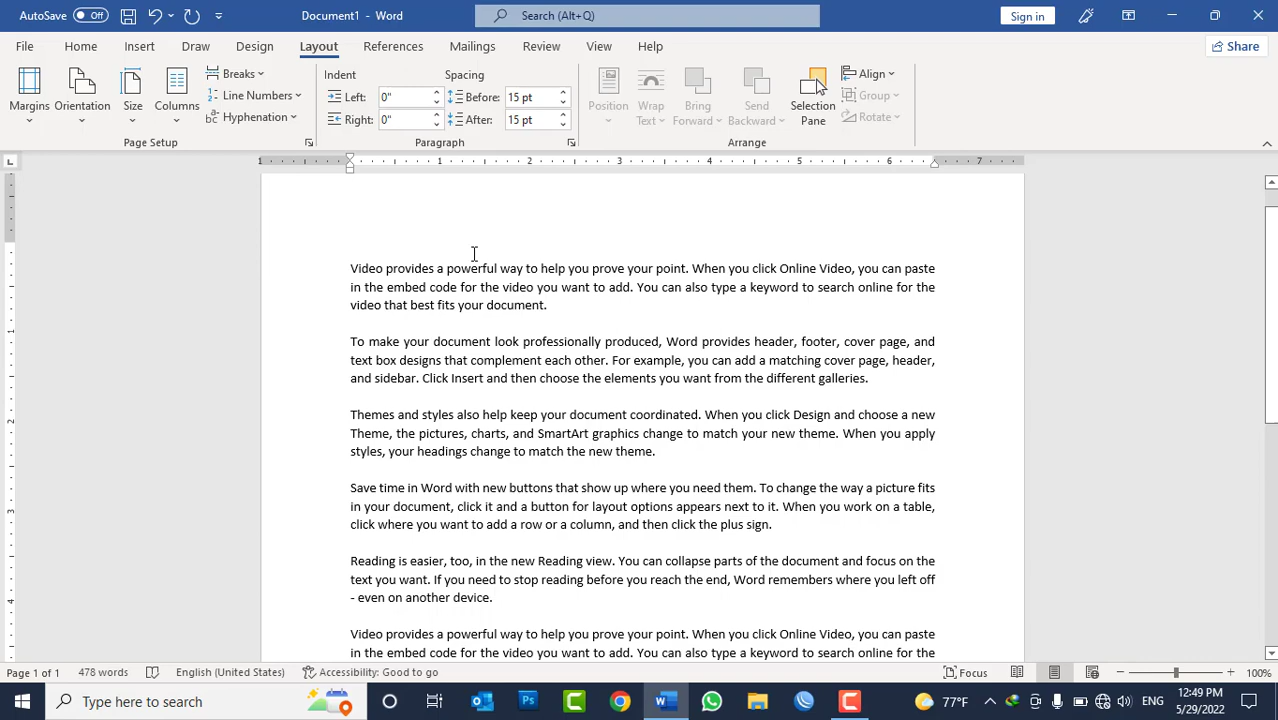 AutoSave Off Document1 - Word Search (Alt+Q) Sign in
File Home Insert Draw Design Layout References Mailings Review View Help Share
Indent Spacing
Margins Orientation Size Columns Breaks Left: 0" Before: 15 pt Position Wrap Text Bring Forward Send Backward Selection Pane Align
Line Numbers Right: 0" After: 15 pt Group
Hyphenation Rotate
Page Setup Paragraph Arrange
L
1 1 2 3 4 5 6 7
Video provides a powerful way to help you prove your point. When you click Online Video, you can paste
in the embed code for the video you want to add. You can also type a keyword to search online for the
video that best fits your document.
To make your document look professionally produced, Word provides header, footer, cover page, and
text box designs that complement each other. For example, you can add a matching cover page, header,
and sidebar. Click Insert and then choose the elements you want from the different galleries.
Themes and styles also help keep your document coordinated. When you click Design and choose a new
Theme, the pictures, charts, and SmartArt graphics change to match your new theme. When you apply
styles, your headings change to match the new theme.
Save time in Word with new buttons that show up where you need them. To change the way a picture fits
in your document, click it and a button for layout options appears next to it. When you work on a table,
click where you want to add a row or a column, and then click the plus sign.
Reading is easier, too, in the new Reading view. You can collapse parts of the document and focus on the
text you want. If you need to stop reading before you reach the end, Word remembers where you left off
- even on another device.
Video provides a powerful way to help you prove your point. When you click Online Video, you can paste
in the embed code for the video you want to add. You can also type a keyword to search online for the
1
2
3
4
Page 1 of 1 478 words English (United States) Accessibility: Good to go Focus 100%
Type here to search Ps C W 77°F ENG 12:49 PM
5/29/2022